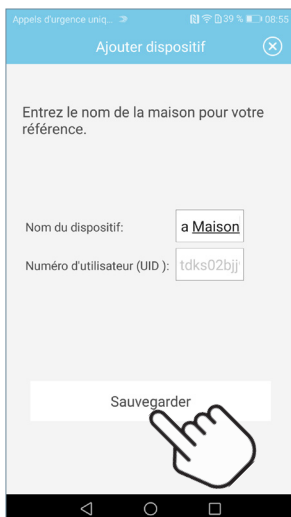 Appels d'urgence uniq... 39 % 08:55
Ajouter dispositif
Entrez le nom de la maison pour votre
référence.
Nom du dispositif: a Maison
Numéro d'utilisateur (UID ): tdks02bjj
Sauvegarder